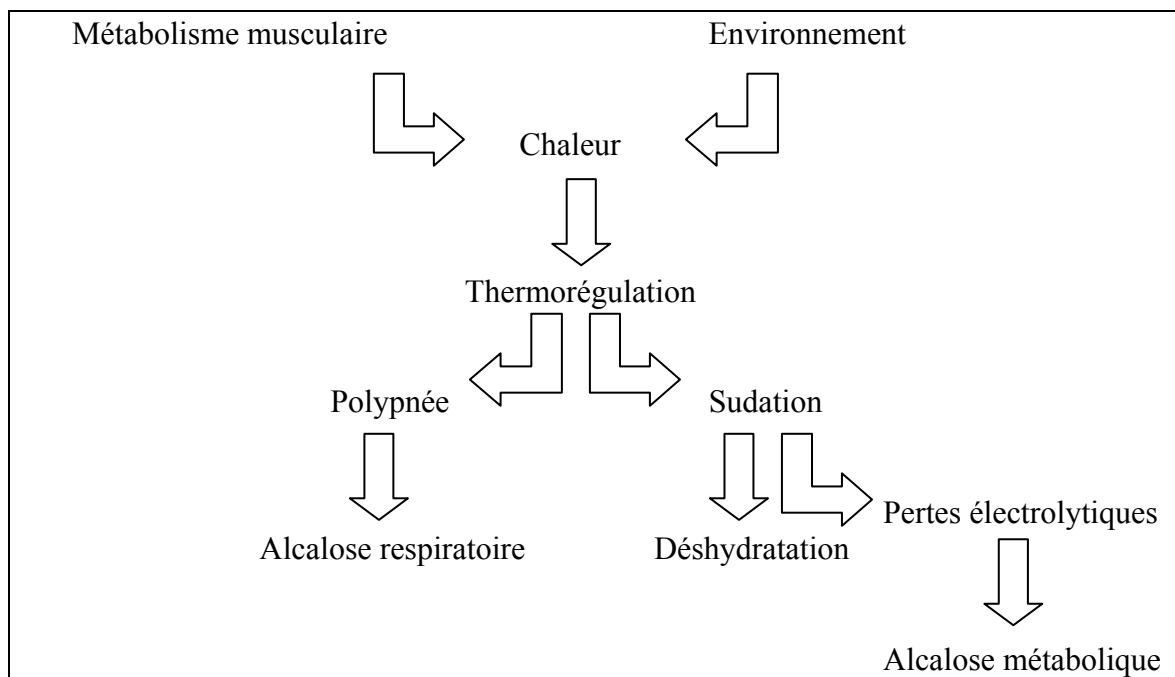 Métabolisme musculaire
Environnement
Chaleur
Thermorégulation
Polypnée
Sudation
Pertes électrolytiques
Alcalose respiratoire
Déshydratation
Alcalose métabolique